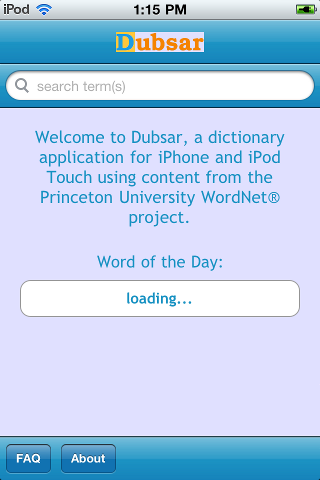 iPod 1:15 PM
Dubsar
search term(s)
Welcome to Dubsar, a dictionary
application for iPhone and iPod
Touch using content from the
Princeton University WordNet®
project.
Word of the Day:
loading...
FAQ About